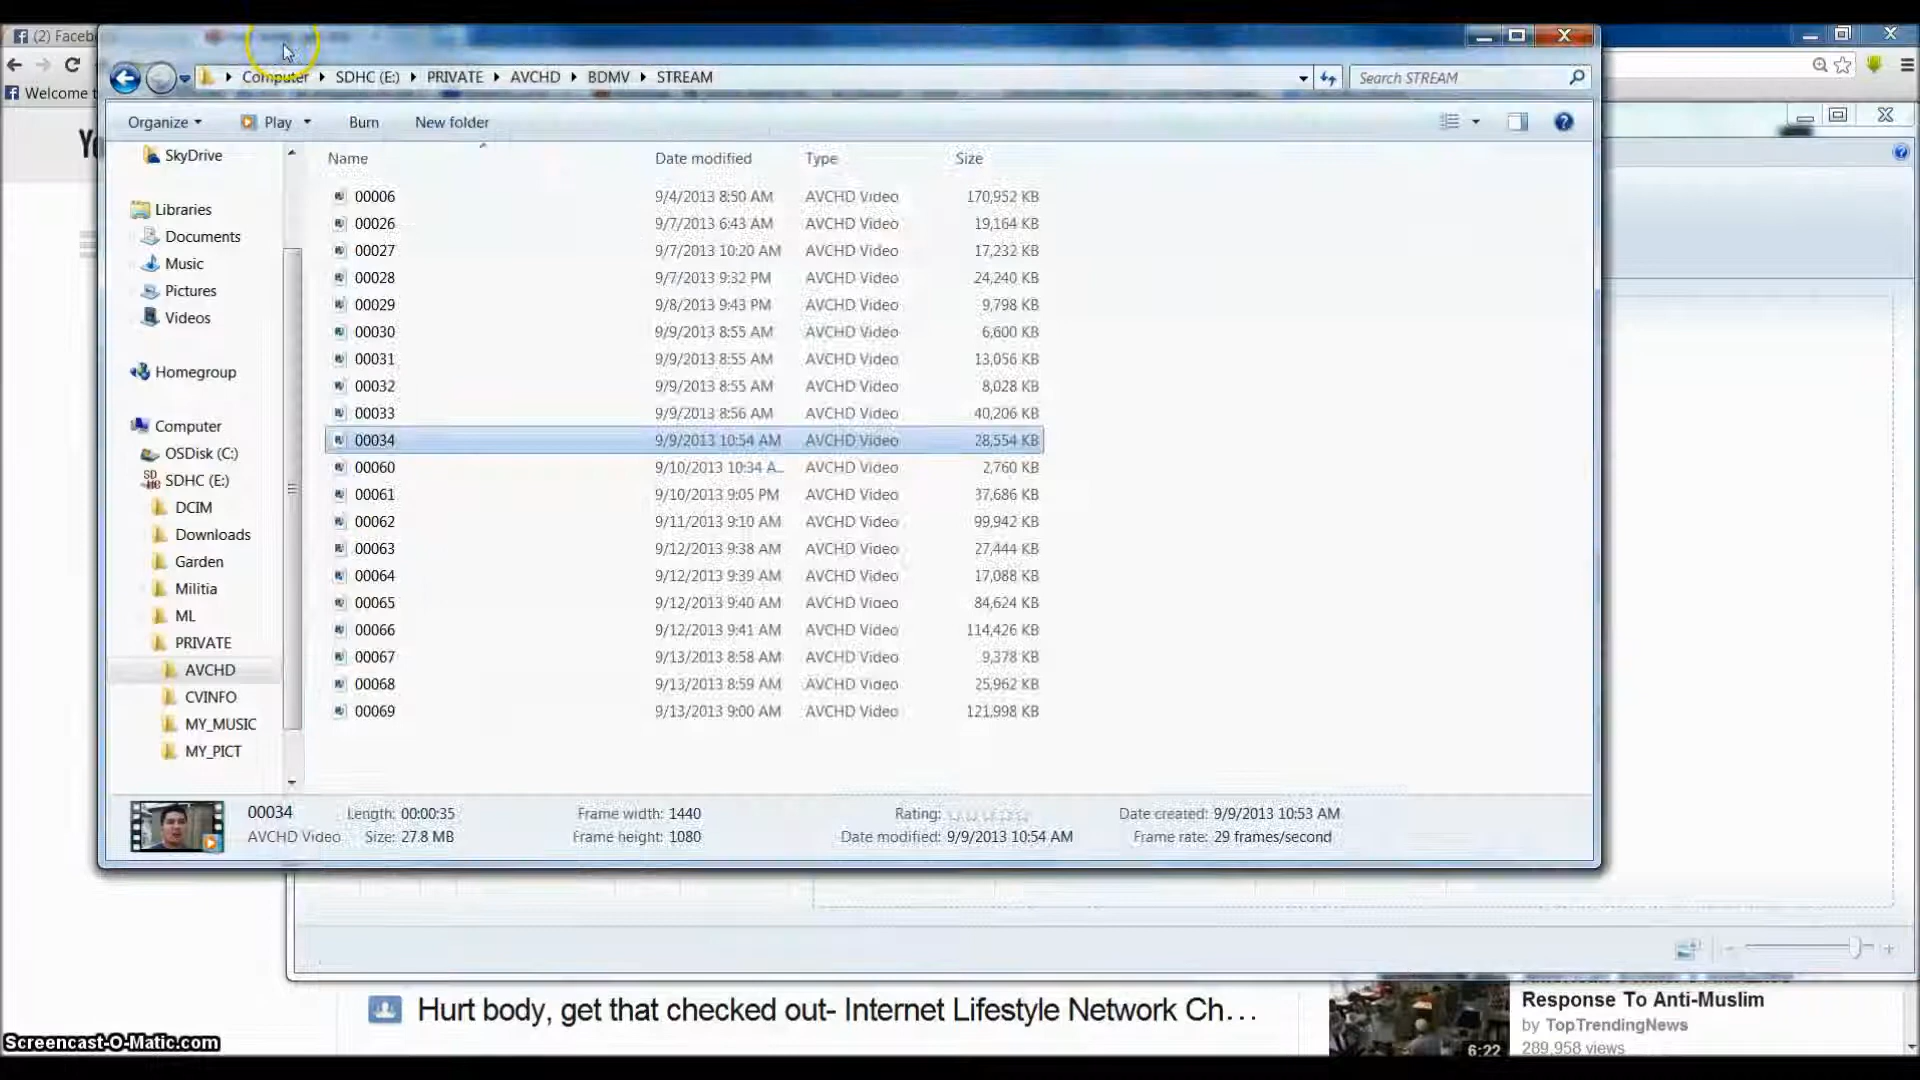 (2) Faceb
Computer SDHC (E:) PRIVATE AVCHD BDMV STREAM
Search STREAM
Welcome t
Organize Play Burn New folder
Yo
Name Date modified Type Size
SkyDrive
Libraries
Documents
Music
Pictures
Videos
Homegroup
Computer
OSDisk (C:)
SDHC (E:)
DCIM
Downloads
Garden
Militia
ML
PRIVATE
AVCHD
CVINFO
MY_MUSIC
MY_PICT
00006 9/4/2013 8:50 AM AVCHD Video 170,952 KB
00026 9/7/2013 6:43 AM AVCHD Video 19,164 KB
00027 9/7/2013 10:20 AM AVCHD Video 17,232 KB
00028 9/7/2013 9:32 PM AVCHD Video 24,240 KB
00029 9/8/2013 9:43 PM AVCHD Video 9,798 KB
00030 9/9/2013 8:55 AM AVCHD Video 6,600 KB
00031 9/9/2013 8:55 AM AVCHD Video 13,056 KB
00032 9/9/2013 8:55 AM AVCHD Video 8,028 KB
00033 9/9/2013 8:56 AM AVCHD Video 40,206 KB
00034 9/9/2013 10:54 AM AVCHD Video 28,554 KB
00060 9/10/2013 10:34 A... AVCHD Video 2,760 KB
00061 9/10/2013 9:05 PM AVCHD Video 37,686 KB
00062 9/11/2013 9:10 AM AVCHD Video 99,942 KB
00063 9/12/2013 9:38 AM AVCHD Video 27,444 KB
00064 9/12/2013 9:39 AM AVCHD Video 17,088 KB
00065 9/12/2013 9:40 AM AVCHD Video 84,624 KB
00066 9/12/2013 9:41 AM AVCHD Video 114,426 KB
00067 9/13/2013 8:58 AM AVCHD Video 9,378 KB
00068 9/13/2013 8:59 AM AVCHD Video 25,962 KB
00069 9/13/2013 9:00 AM AVCHD Video 121,998 KB
00034 Length: 00:00:35 Frame width: 1440 Rating: Date created: 9/9/2013 10:53 AM
AVCHD Video Size: 27.8 MB Frame height: 1080 Date modified: 9/9/2013 10:54 AM Frame rate: 29 frames/second
Hurt body, get that checked out- Internet Lifestyle Network Ch...
Response To Anti-Muslim
by TopTrendingNews
289,958 views
6:22
Screencast-O-Matic.com